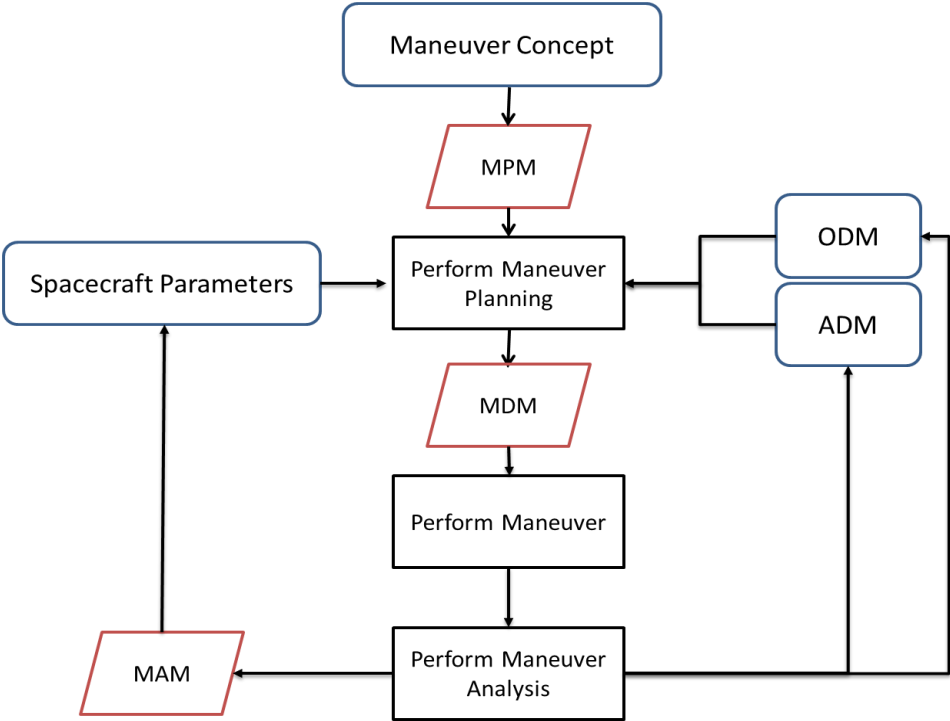 Maneuver Concept
MPM
ODM
Perform Maneuver
Planning
Spacecraft Parameters
ADM
MDM
Perform Maneuver
Perform Maneuver
Analysis
MAM